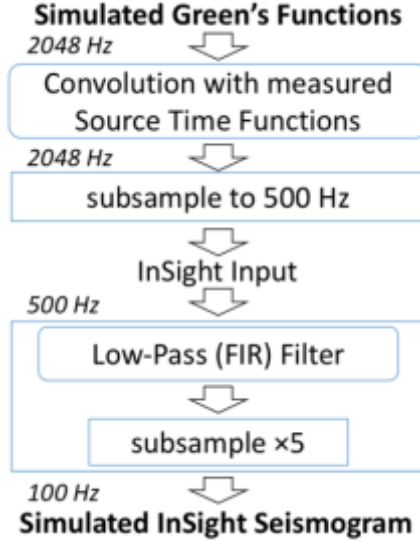 Simulated Green's Functions
2048 Hz
Convolution with measured
Source Time Functions
2048 Hz
subsample to 500 Hz
InSight Input
500 Hz
Low-Pass (FIR) Filter
subsample ×5
100 Hz
Simulated InSight Seismogram